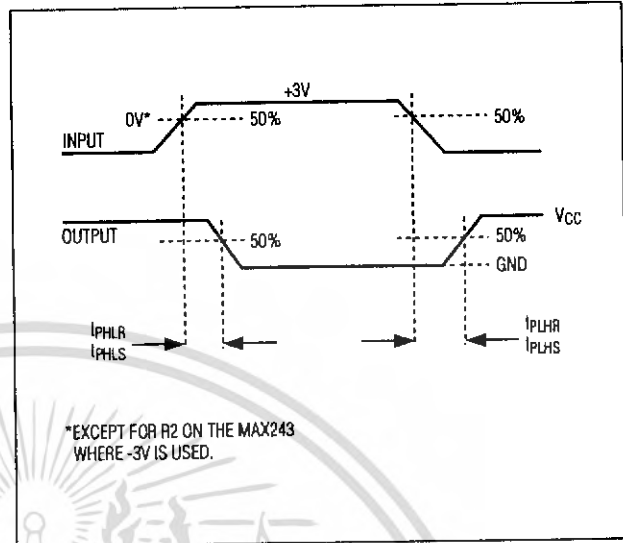 +3V
0V* 50% 50%
INPUT
VCC
OUTPUT 50% 50%
GND
tPHLR tPLHR
tPHLS tPLHS
*EXCEPT FOR R2 ON THE MAX243
WHERE -3V IS USED.